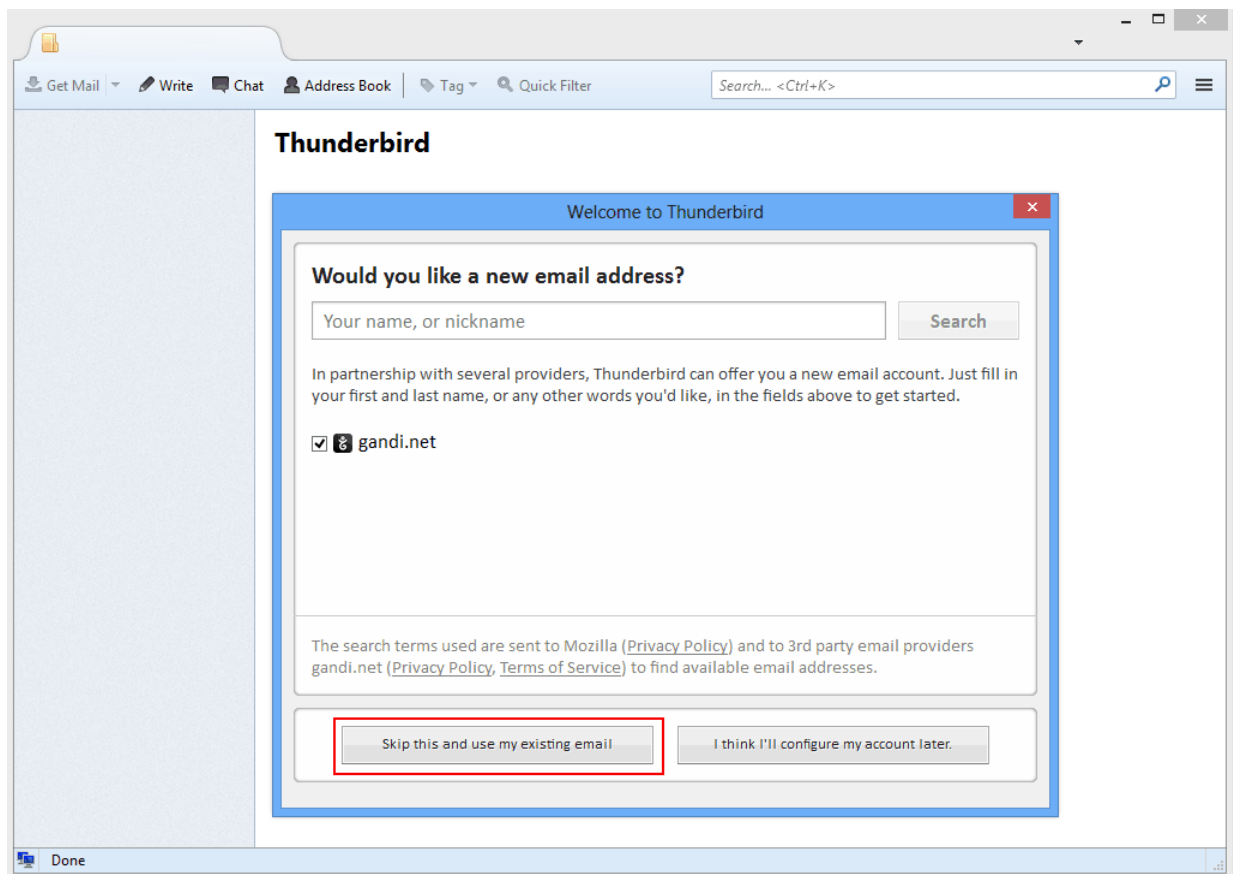 Get Mail Write Chat Address Book Tag Quick Filter Search... <Ctrl+K>
Thunderbird
Welcome to Thunderbird
Would you like a new email address?
Your name, or nickname Search
In partnership with several providers, Thunderbird can offer you a new email account. Just fill in
your first and last name, or any other words you'd like, in the fields above to get started.
gandi.net
The search terms used are sent to Mozilla (Privacy Policy) and to 3rd party email providers
gandi.net (Privacy Policy, Terms of Service) to find available email addresses.
Skip this and use my existing email I think I'll configure my account later.
Done